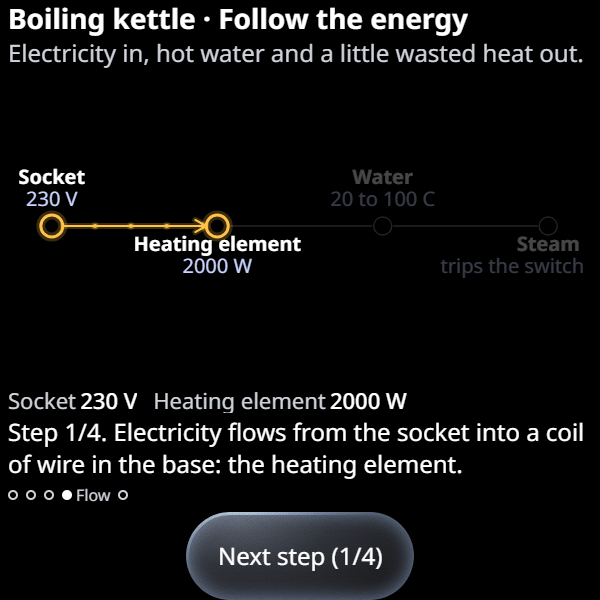 Boiling kettle · Follow the energy
Electricity in, hot water and a little wasted heat out.
Socket
230 V
Water
20 to 100 C
Heating element
2000 W
Steam
trips the switch
Socket 230 V Heating element 2000 W
Step 1/4. Electricity flows from the socket into a coil
of wire in the base: the heating element.
Flow
Next step (1/4)